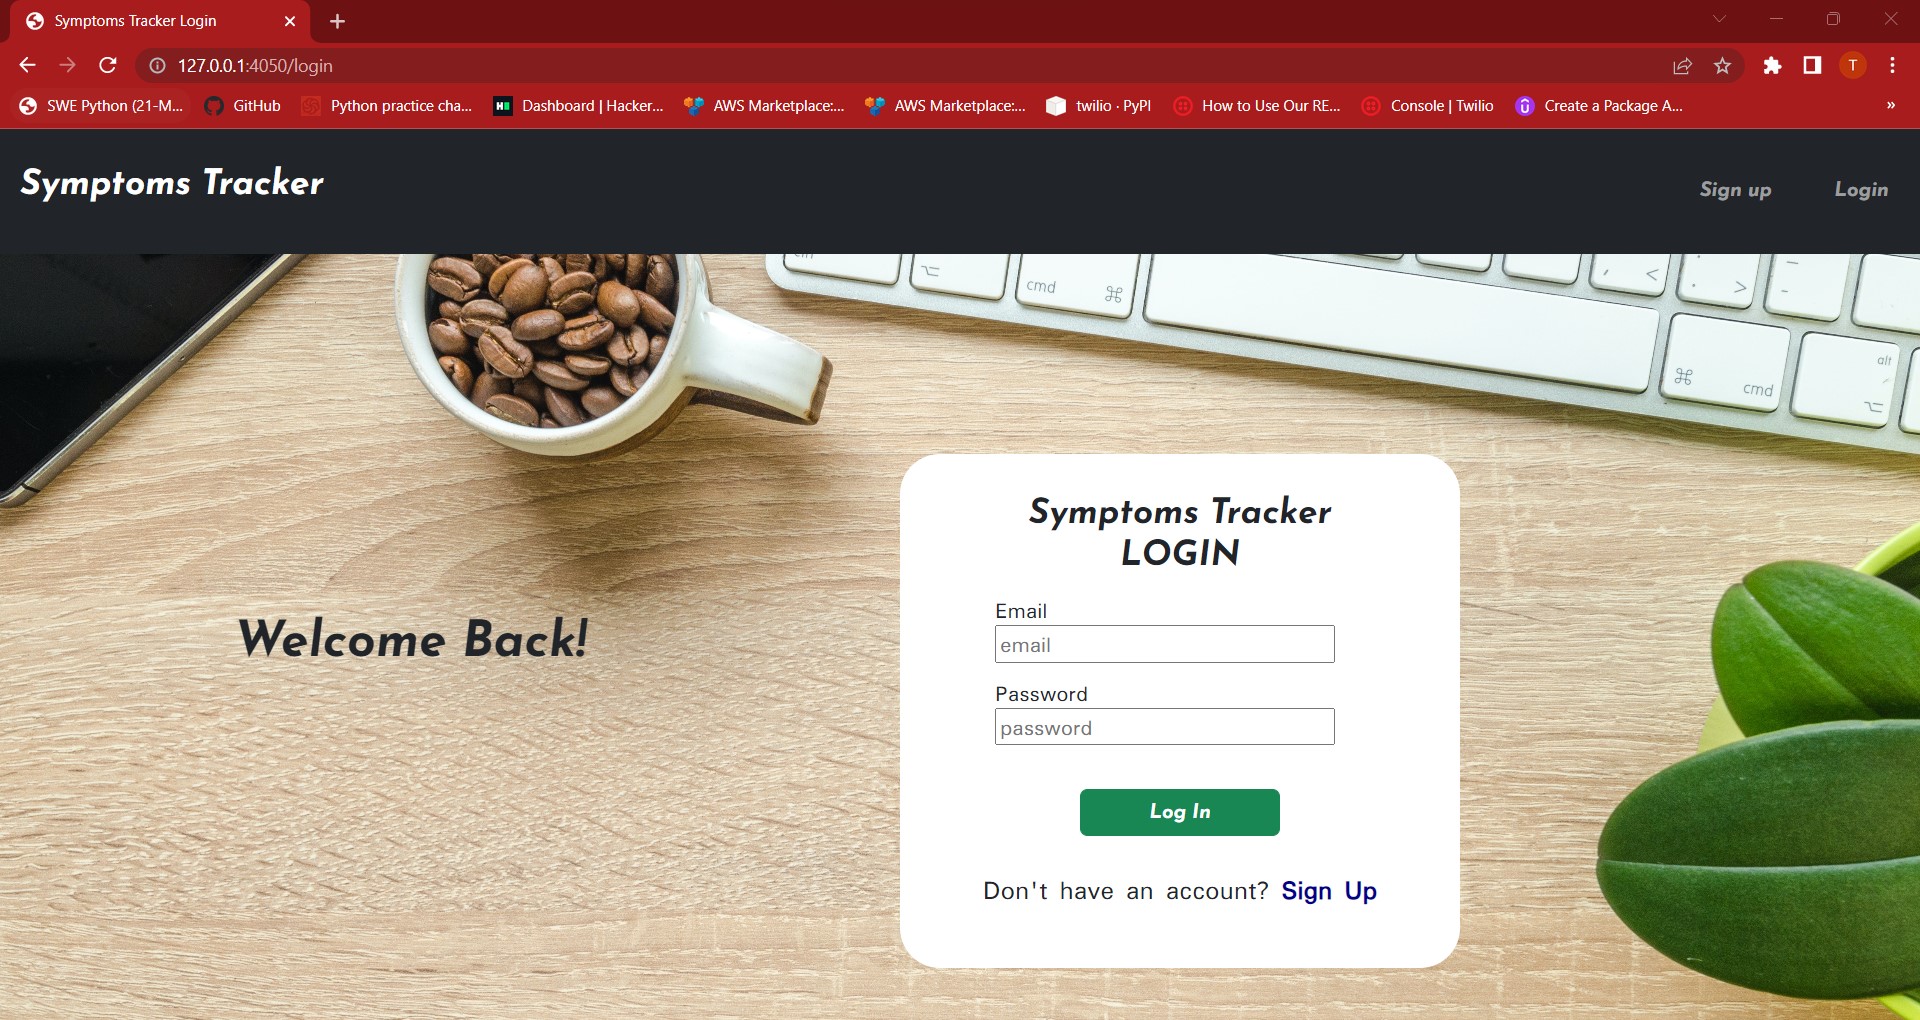 Symptoms Tracker Login
127.0.0.1:4050/login
T
SWE Python (21-M...
GitHub
Python practice cha...
Dashboard | Hacker...
AWS Marketplace:...
AWS Marketplace:...
twilio · PyPI
How to Use Our RE...
Console | Twilio
Create a Package A...
»
Symptoms Tracker
Sign up
Login
cmd ⌘
⌘ cmd
alt
Symptoms Tracker
LOGIN
Welcome Back!
Email
email
Password
password
Log In
Don't have an account? Sign Up